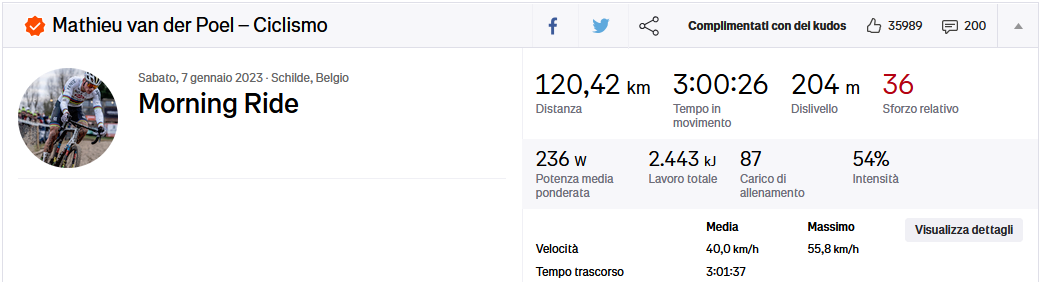 Mathieu van der Poel – Ciclismo
Complimentati con dei kudos
35989
200
Sabato, 7 gennaio 2023 · Schilde, Belgio
Morning Ride
120,42 km
Distanza
3:00:26
Tempo in
movimento
204 m
Dislivello
36
Sforzo relativo
236 W
Potenza media
ponderata
2.443 kJ
Lavoro totale
87
Carico di
allenamento
54%
Intensità
Media Massimo
Visualizza dettagli
Velocità 40,0 km/h 55,8 km/h
Tempo trascorso 3:01:37